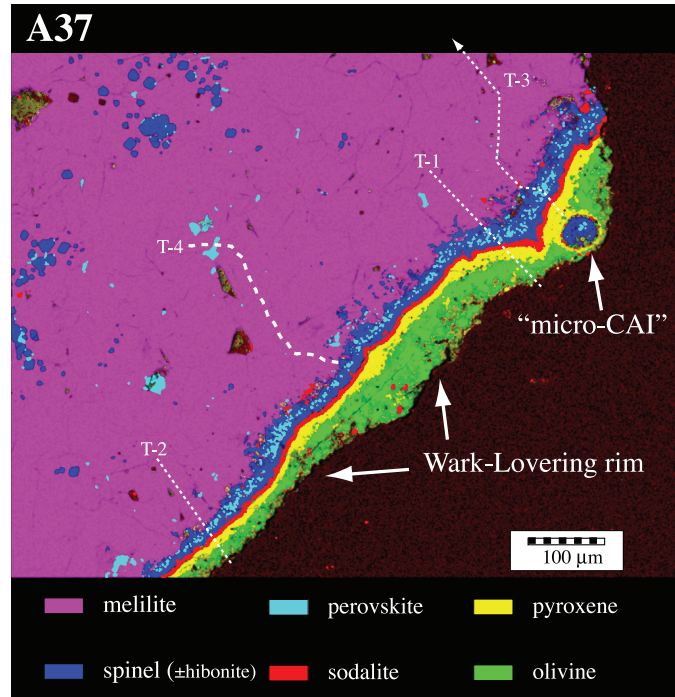 A37
T-3
T-1
T-4
“micro-CAI”
Wark-Lovering rim
T-2
100 µm
melilite
perovskite
pyroxene
spinel (±hibonite)
sodalite
olivine